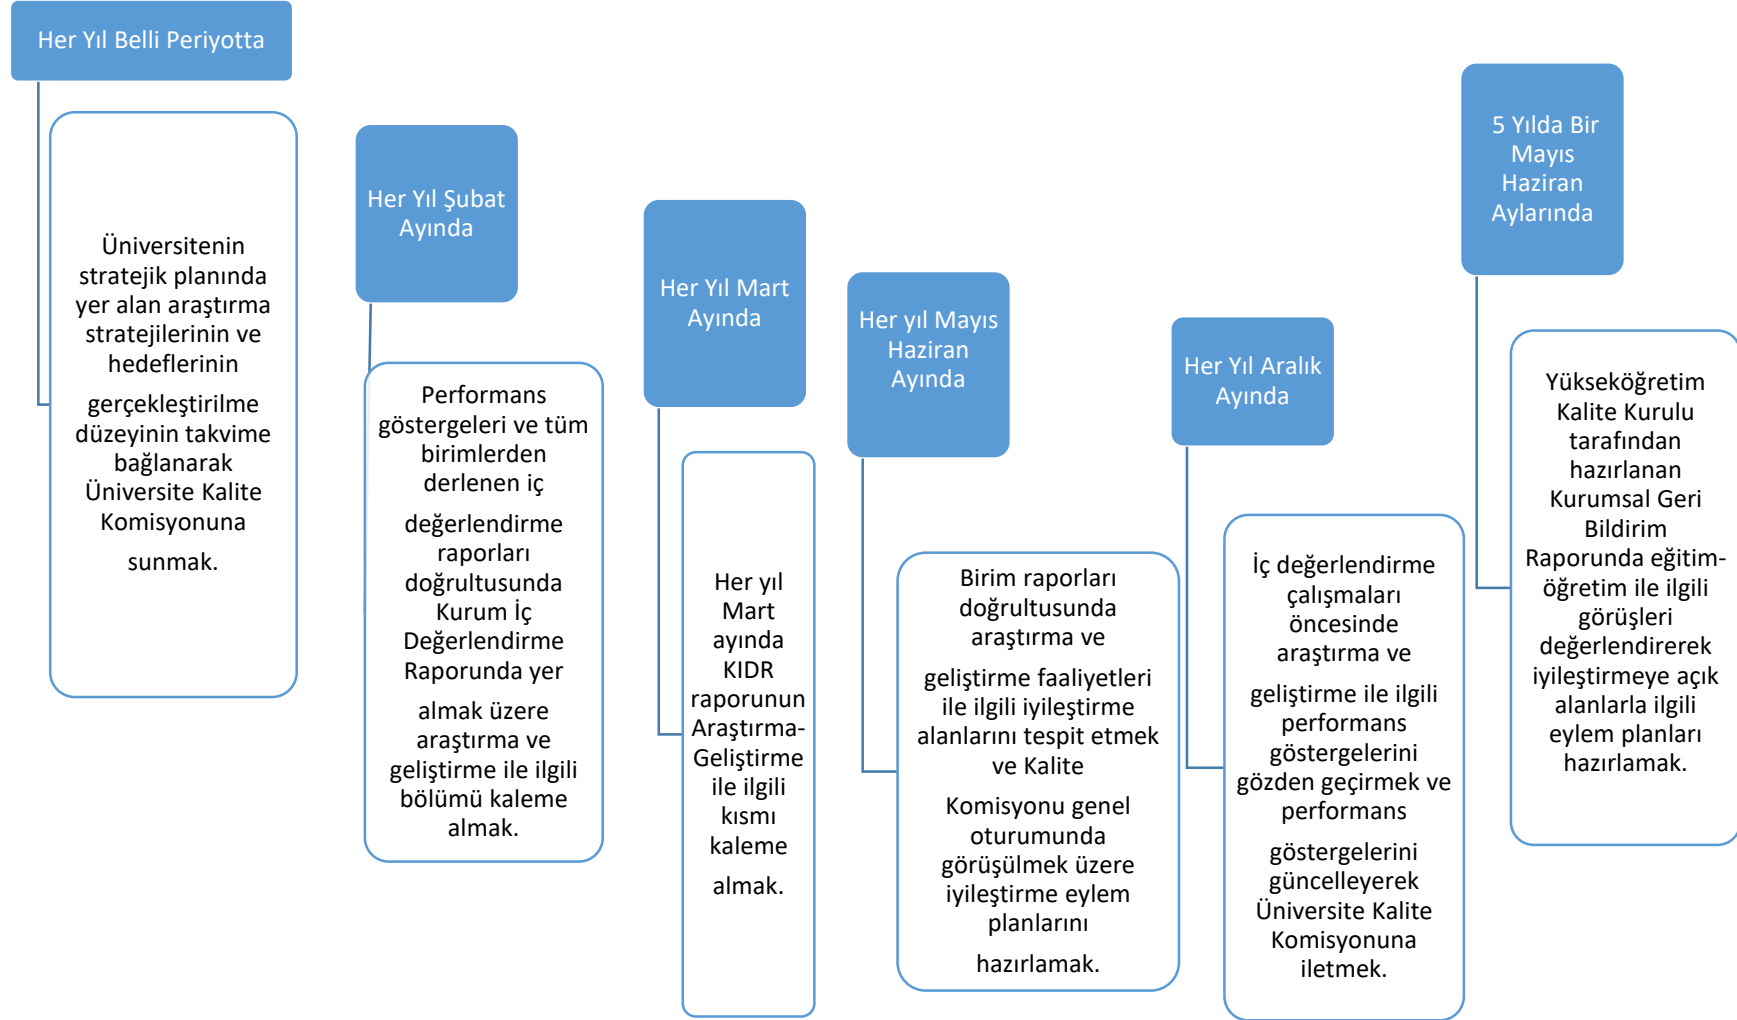 Her Yıl Belli Periyotta
Üniversitenin
stratejik planında
yer alan araştırma
stratejilerinin ve
hedeflerinin
gerçekleştirilme
düzeyinin takvime
bağlanarak
Üniversite Kalite
Komisyonuna
sunmak.
Her Yıl Şubat
Ayında
Performans
göstergeleri ve tüm
birimlerden
derlenen iç
değerlendirme
raporları
doğrultusunda
Kurum İç
Değerlendirme
Raporunda yer
almak üzere
araştırma ve
geliştirme ile ilgili
bölümü kaleme
almak.
Her Yıl Mart
Ayında
Her yıl
Mart
ayında
KIDR
raporunun
Araştırma-
Geliştirme
ile ilgili
kısmı
kaleme
almak.
Her yıl Mayıs
Haziran
Ayında
Birim raporları
doğrultusunda
araştırma ve
geliştirme faaliyetleri
ile ilgili iyileştirme
alanlarını tespit etmek
ve Kalite
Komisyonu genel
oturumunda
görüşülmek üzere
iyileştirme eylem
planlarını
hazırlamak.
Her Yıl Aralık
Ayında
İç değerlendirme
çalışmaları
öncesinde
araştırma ve
geliştirme ile ilgili
performans
göstergelerini
gözden geçirmek ve
performans
göstergelerini
güncelleyerek
Üniversite Kalite
Komisyonuna
iletmek.
5 Yılda Bir
Mayıs
Haziran
Aylarında
Yükseköğretim
Kalite Kurulu
tarafından
hazırlanan
Kurumsal Geri
Bildirim
Raporunda eğitim-
öğretim ile ilgili
görüşleri
değerlendirerek
iyileştirmeye açık
alanlarla ilgili
eylem planları
hazırlamak.